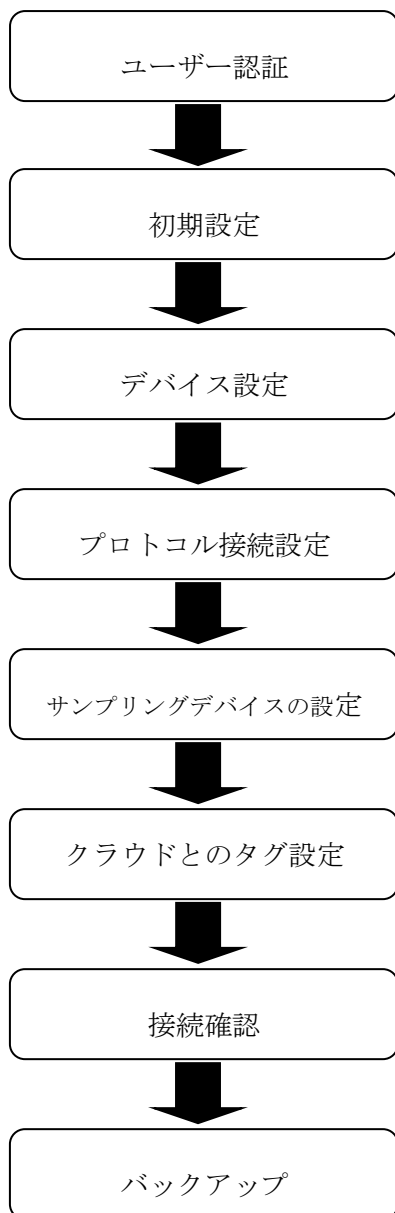 ユーザー認証
初期設定
デバイス設定
プロトコル接続設定
サンプリングデバイスの設定
クラウドとのタグ設定
接続確認
バックアップ